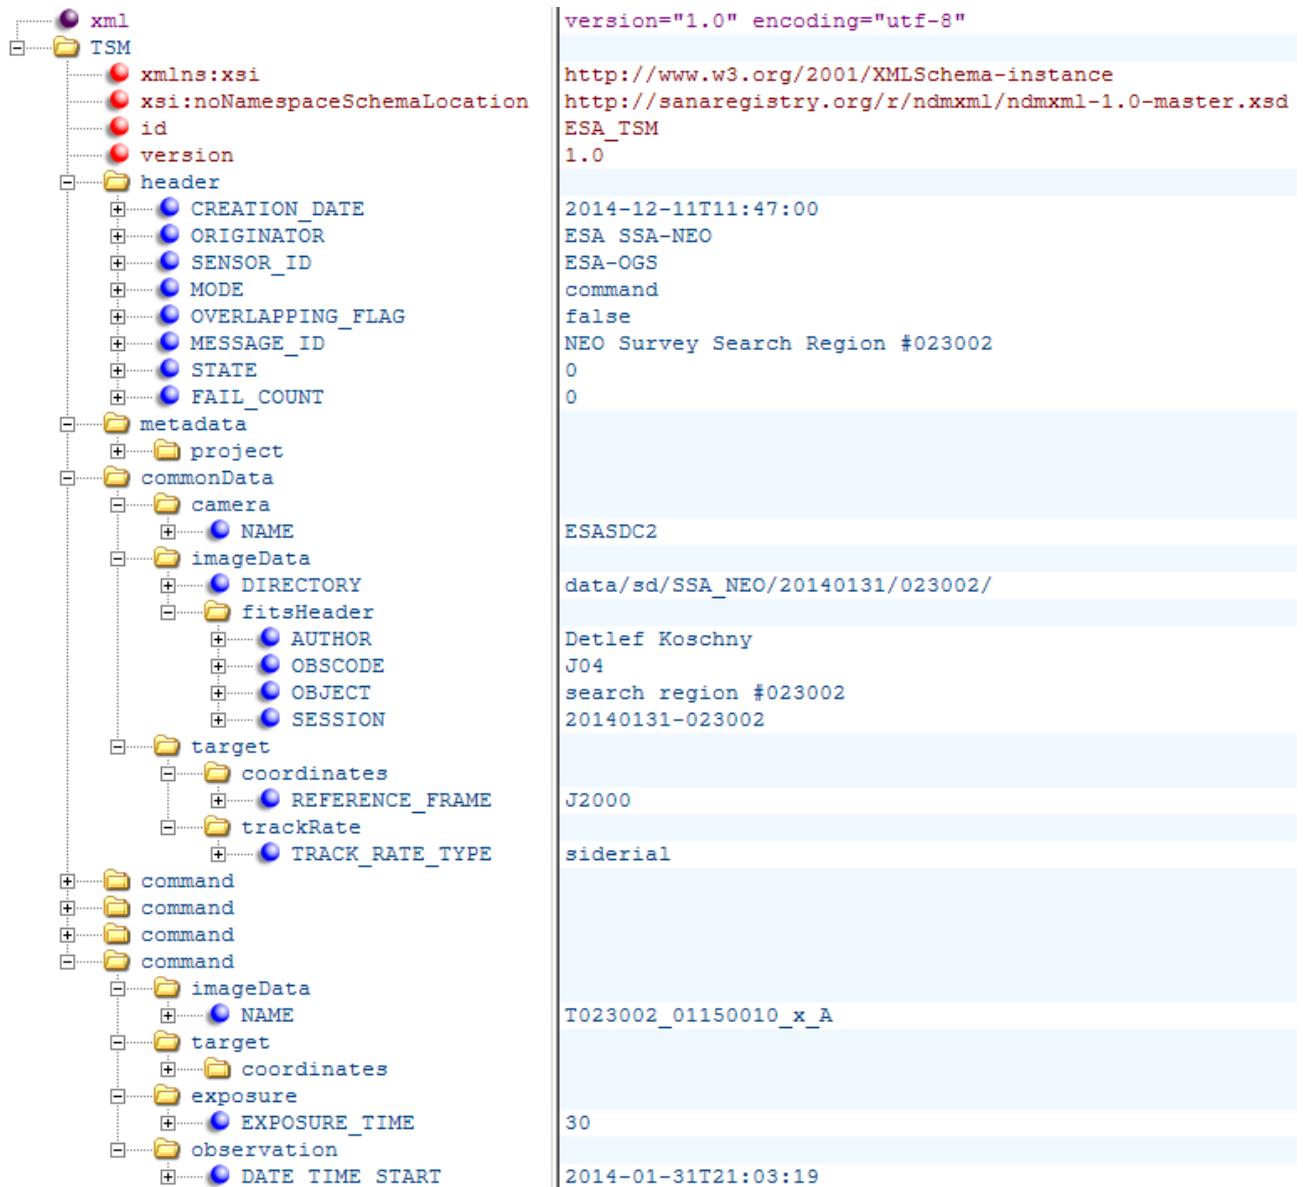 xml version="1.0" encoding="utf-8"
TSM
xmlns:xsi http://www.w3.org/2001/XMLSchema-instance
xsi:noNamespaceSchemaLocation http://sanaregistry.org/r/ndmxml/ndmxml-1.0-master.xsd
id ESA_TSM
version 1.0
header
CREATION_DATE 2014-12-11T11:47:00
ORIGINATOR ESA SSA-NEO
SENSOR_ID ESA-OGS
MODE command
OVERLAPPING_FLAG false
MESSAGE_ID NEO Survey Search Region #023002
STATE 0
FAIL_COUNT 0
metadata
project
commonData
camera
NAME ESASDC2
imageData
DIRECTORY data/sd/SSA_NEO/20140131/023002/
fitsHeader
AUTHOR Detlef Koschny
OBSCODE J04
OBJECT search region #023002
SESSION 20140131-023002
target
coordinates
REFERENCE_FRAME J2000
trackRate
TRACK_RATE_TYPE siderial
command
command
command
command
imageData
NAME T023002_01150010_x_A
target
coordinates
exposure
EXPOSURE_TIME 30
observation
DATE_TIME_START 2014-01-31T21:03:19